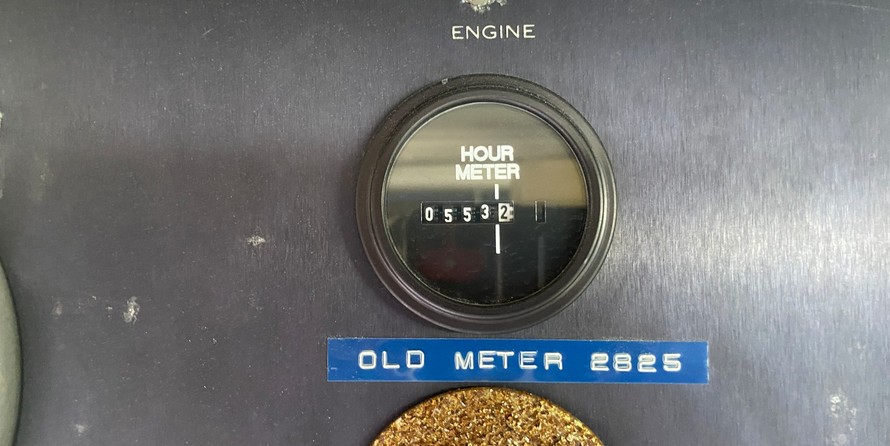 ENGINE
HOUR
METER
05532
OLD METER 2825